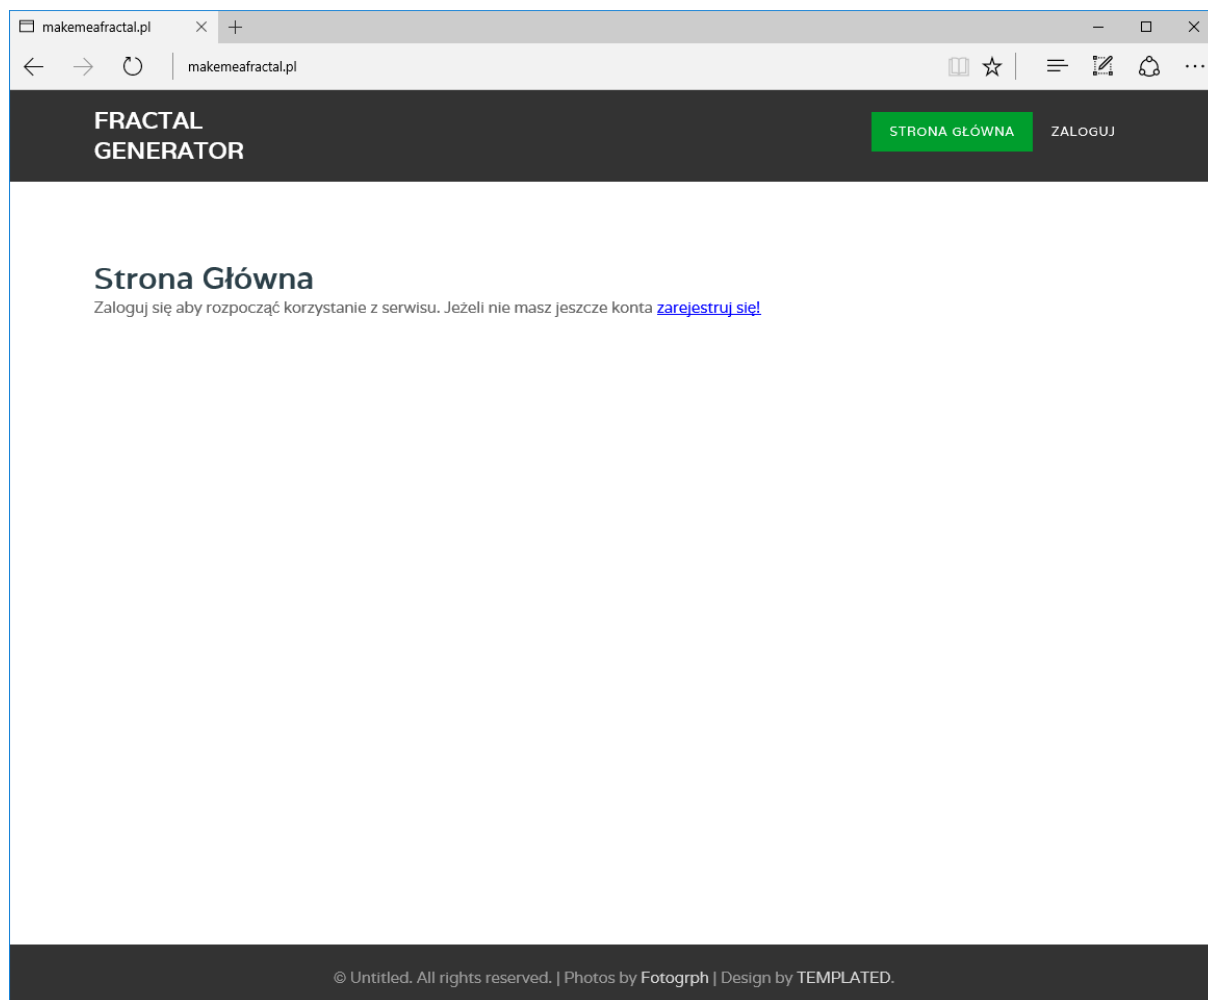 makemeafractal.pl
makemeafractal.pl
FRACTAL
GENERATOR
STRONA GŁÓWNA ZALOGUJ
Strona Główna
Zaloguj się aby rozpocząć korzystanie z serwisu. Jeżeli nie masz jeszcze konta zarejestruj się!
© Untitled. All rights reserved. | Photos by Fotogrph | Design by TEMPLATED.